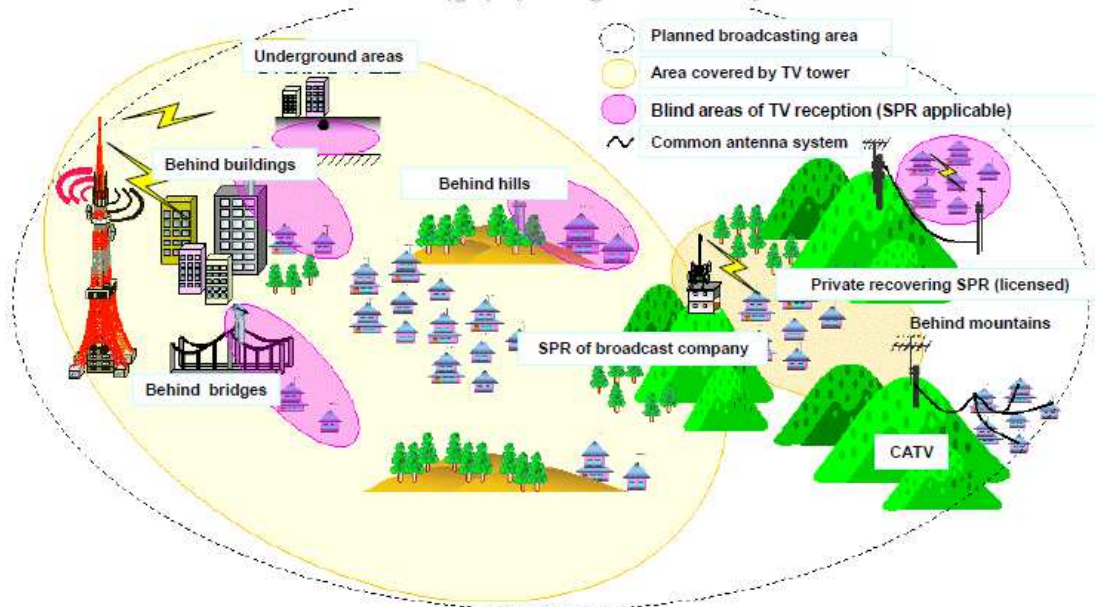 Planned broadcasting area
Underground areas
Area covered by TV tower
Blind areas of TV reception (SPR applicable)
Common antenna system
Behind buildings
Behind hills
Private recovering SPR (licensed)
Behind mountains
SPR of broadcast company
Behind bridges
CATV